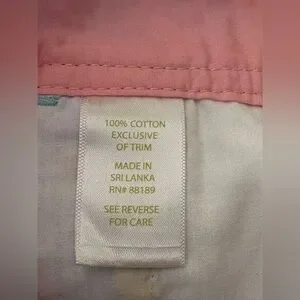 100% COTTON
EXCLUSIVE
OF TRIM
MADE IN
SRI LANKA
RN# 88189
SEE REVERSE
FOR CARE